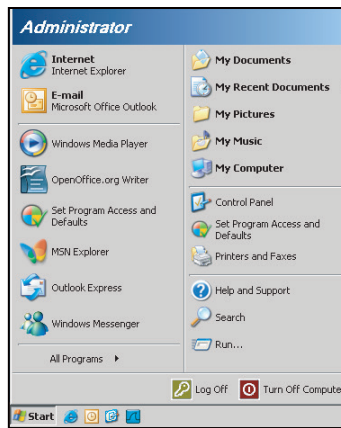 Administrator
Internet
Internet Explorer
E-mail
Microsoft Office Outlook
Windows Media Player
OpenOffice.org Writer
Set Program Access and
Defaults
MSN Explorer
Outlook Express
Windows Messenger
All Programs
My Documents
My Recent Documents
My Pictures
My Music
My Computer
Control Panel
Set Program Access and
Defaults
Printers and Faxes
Help and Support
Search
Run...
Log Off
Turn Off Compute
Start